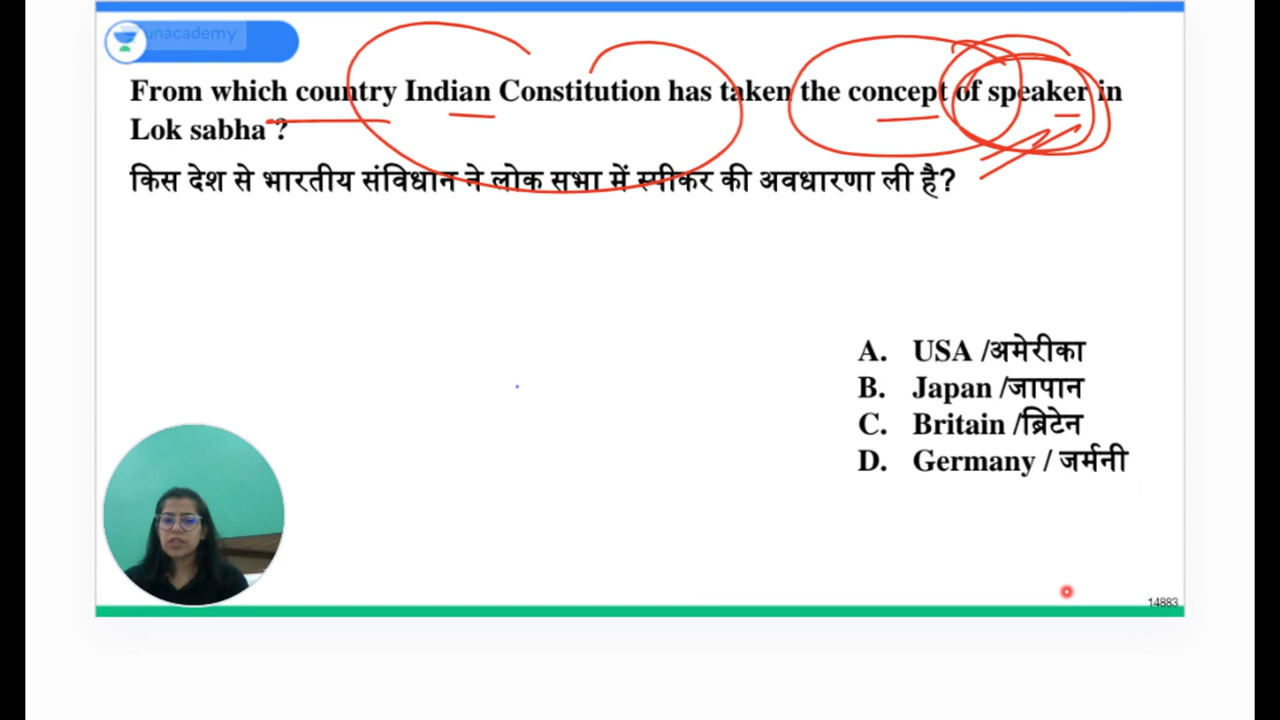 unacademy
From which country Indian Constitution has taken the concept of speaker in
Lok sabha ?
किस देश से भारतीय संविधान ने लोक सभा में स्पीकर की अवधारणा ली है?
A. USA /अमेरीका
B. Japan /जापान
C. Britain /ब्रिटेन
D. Germany / जर्मनी
14883